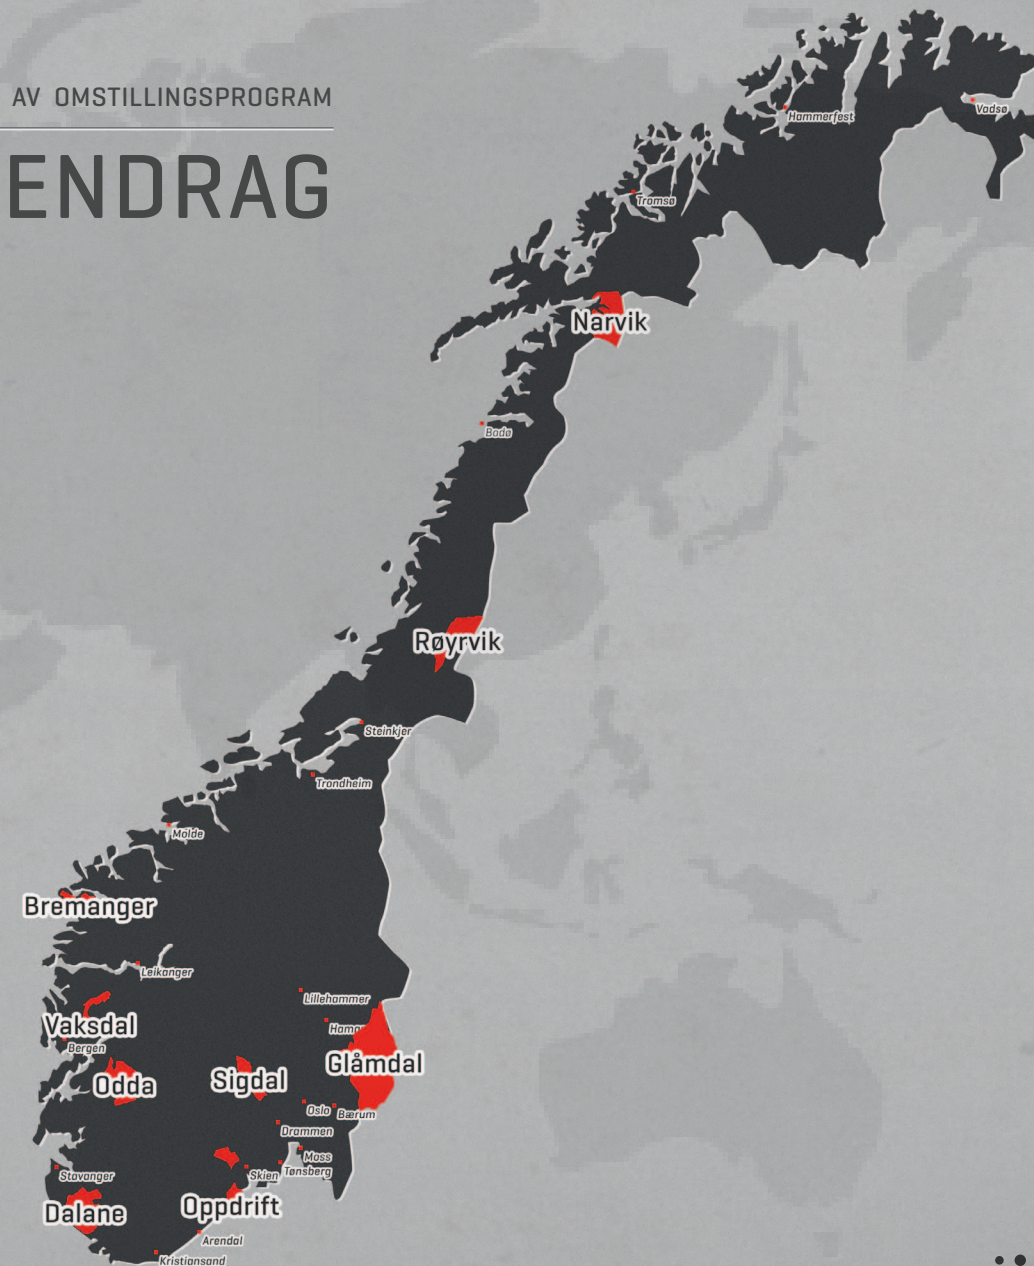 AV OMSTILLINGSPROGRAM
ENDRAG
Vadsø
Hammerfest
Tromsø
Narvik
Bodø
Røyrvik
Steinkjer
Trondheim
Molde
Bremanger
Leikanger
Lillehammer
Vaksdal
Hama
Bergen
Glåmdal
Odda
Sigdal
Oslo
Bærum
Drammen
Moss
Tønsberg
Skien
Stavanger
Oppdrift
Dalane
Arendal
Kristiansand